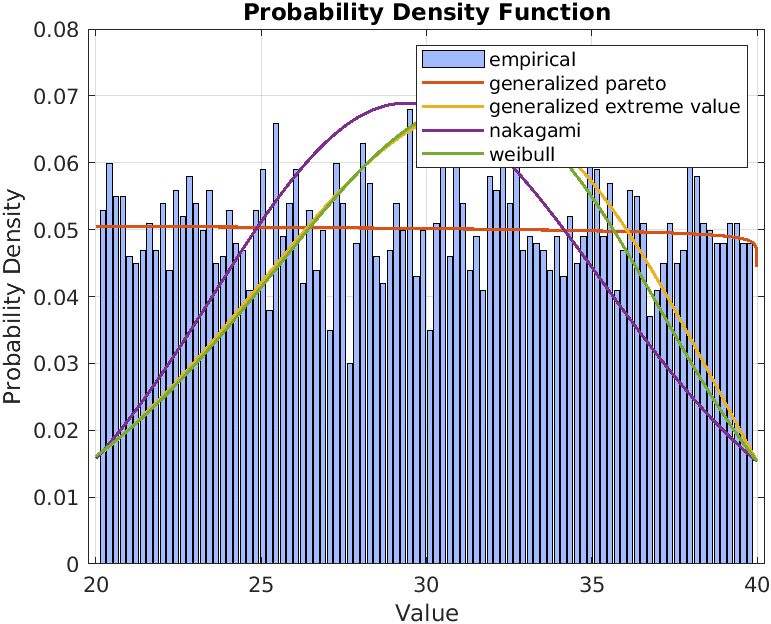 Probability Density Function
0.08
0.07
0.06
0.05
0.04
0.03
0.02
0.01
0
Probability Density
empirical
generalized pareto
generalized extreme value
nakagami
weibull
20 25 30 35 40
Value